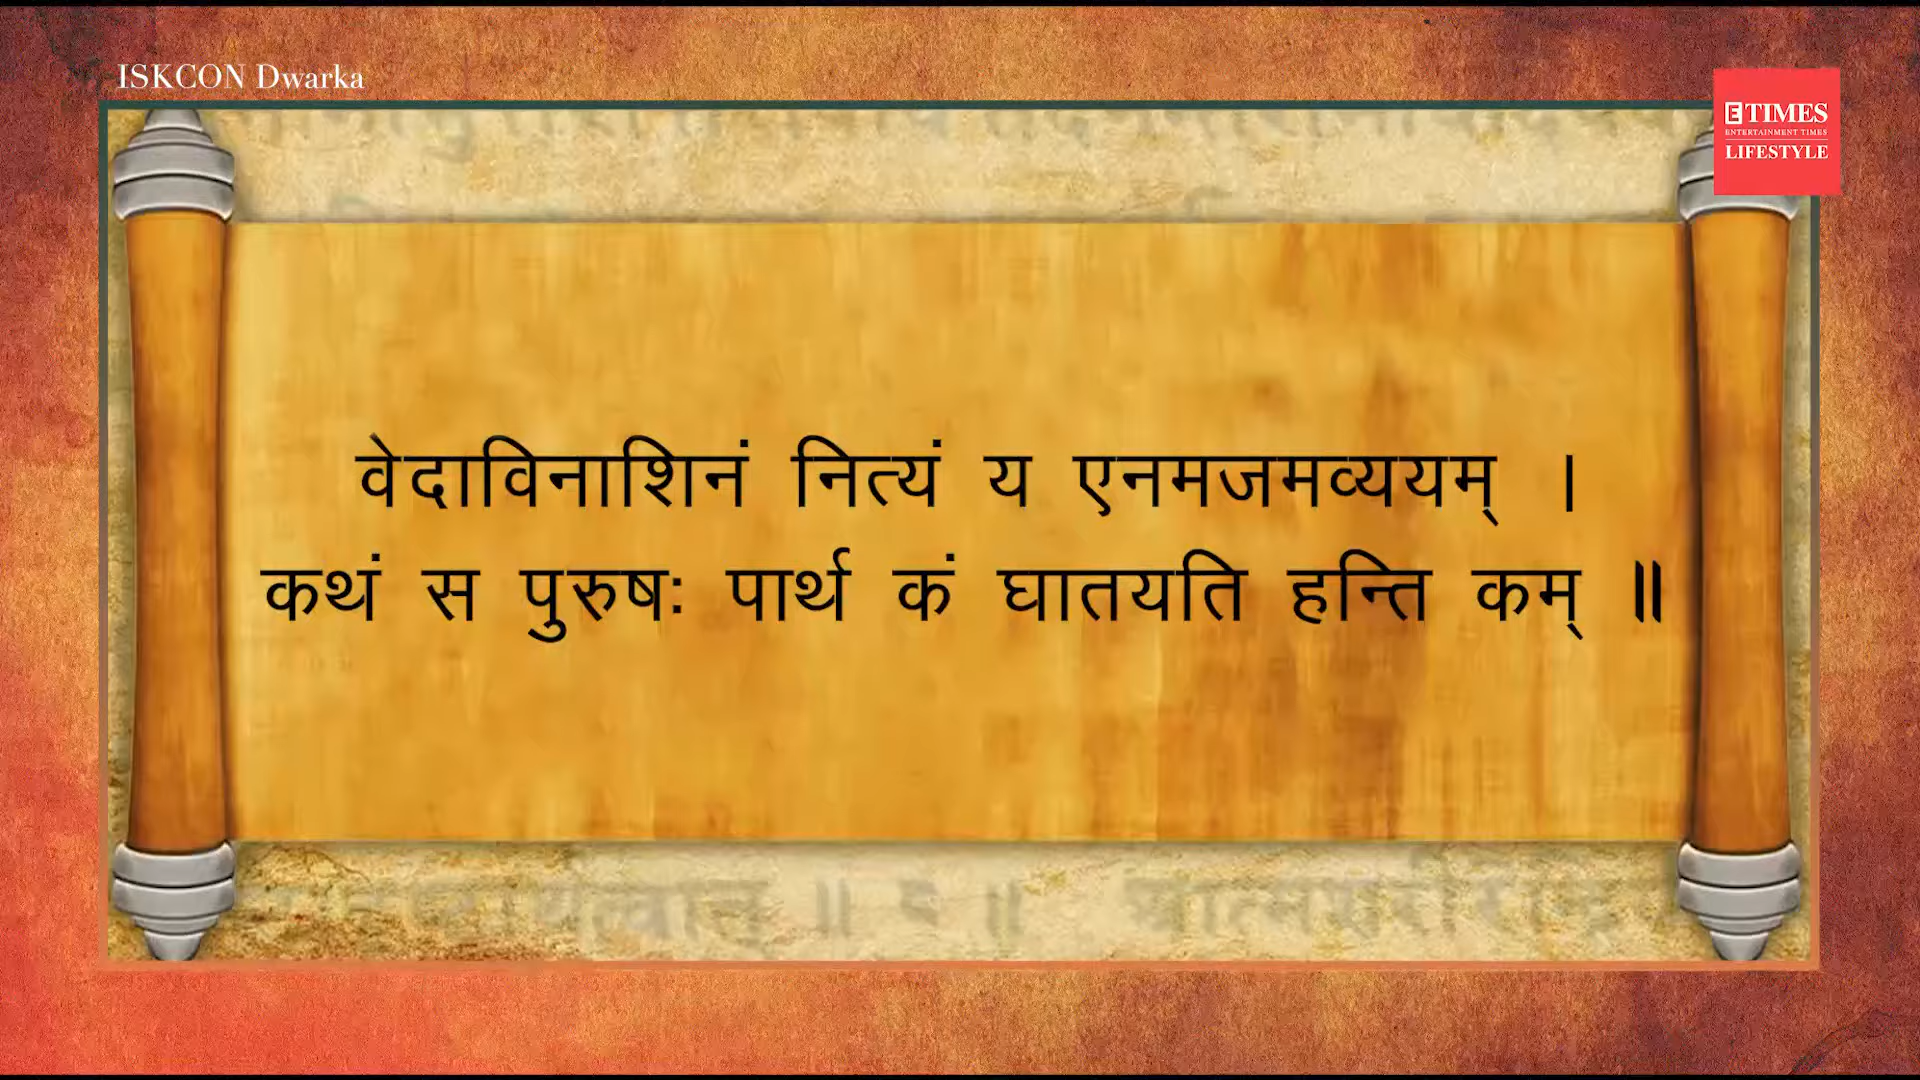 ISKCON Dwarka
ETIMES
ENTERTAINMENT TIMES
LIFESTYLE
वेदाविनाशिनं नित्यं य एनमजमव्ययम् ।
कथं स पुरुषः पार्थ कं घातयति हन्ति कम् ॥